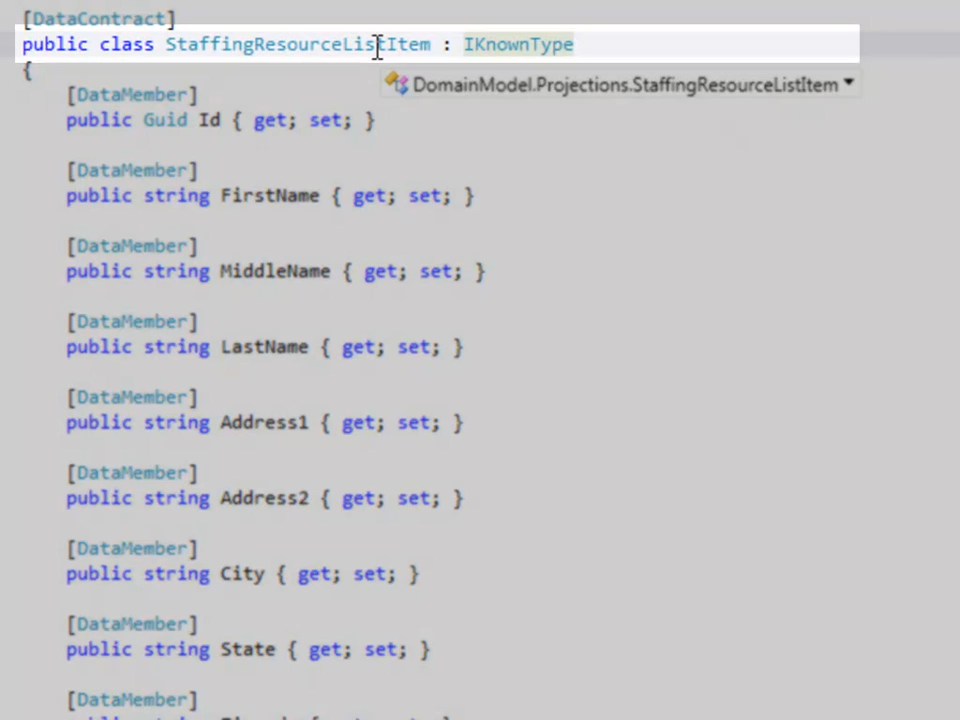 [DataContract]
public class StaffingResourceListItem : IKnownType
{
DomainModel.Projections.StaffingResourceListItem
[DataMember]
public Guid Id { get; set; }
[DataMember]
public string FirstName { get; set; }
[DataMember]
public string MiddleName { get; set; }
[DataMember]
public string LastName { get; set; }
[DataMember]
public string Address1 { get; set; }
[DataMember]
public string Address2 { get; set; }
[DataMember]
public string City { get; set; }
[DataMember]
public string State { get; set; }
[DataMember]